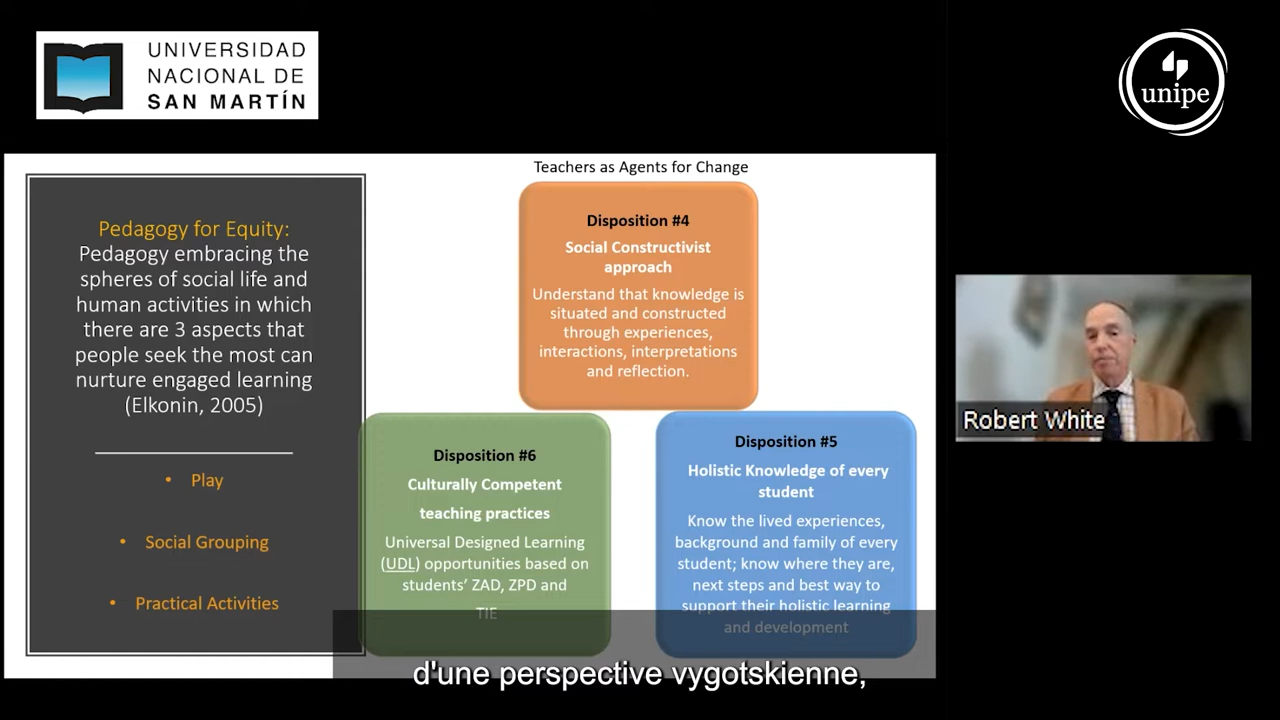 UNIVERSIDAD
NACIONAL DE
SAN MARTÍN
unipe
Teachers as Agents for Change
Pedagogy for Equity:
Pedagogy embracing the
spheres of social life and
human activities in which
there are 3 aspects that
people seek the most can
nurture engaged learning
(Elkonin, 2005)
• Play
• Social Grouping
• Practical Activities
Disposition #4
Social Constructivist
approach
Understand that knowledge is
situated and constructed
through experiences,
interactions, interpretations
and reflection.
Disposition #6
Culturally Competent
teaching practices
Universal Designed Learning
(UDL) opportunities based on
students’ ZAD, ZPD and
TIE
Disposition #5
Holistic Knowledge of every
student
Know the lived experiences,
background and family of every
student; know where they are,
next steps and best way to
support their holistic learning
and development
Robert White
d'une perspective vygotskienne,